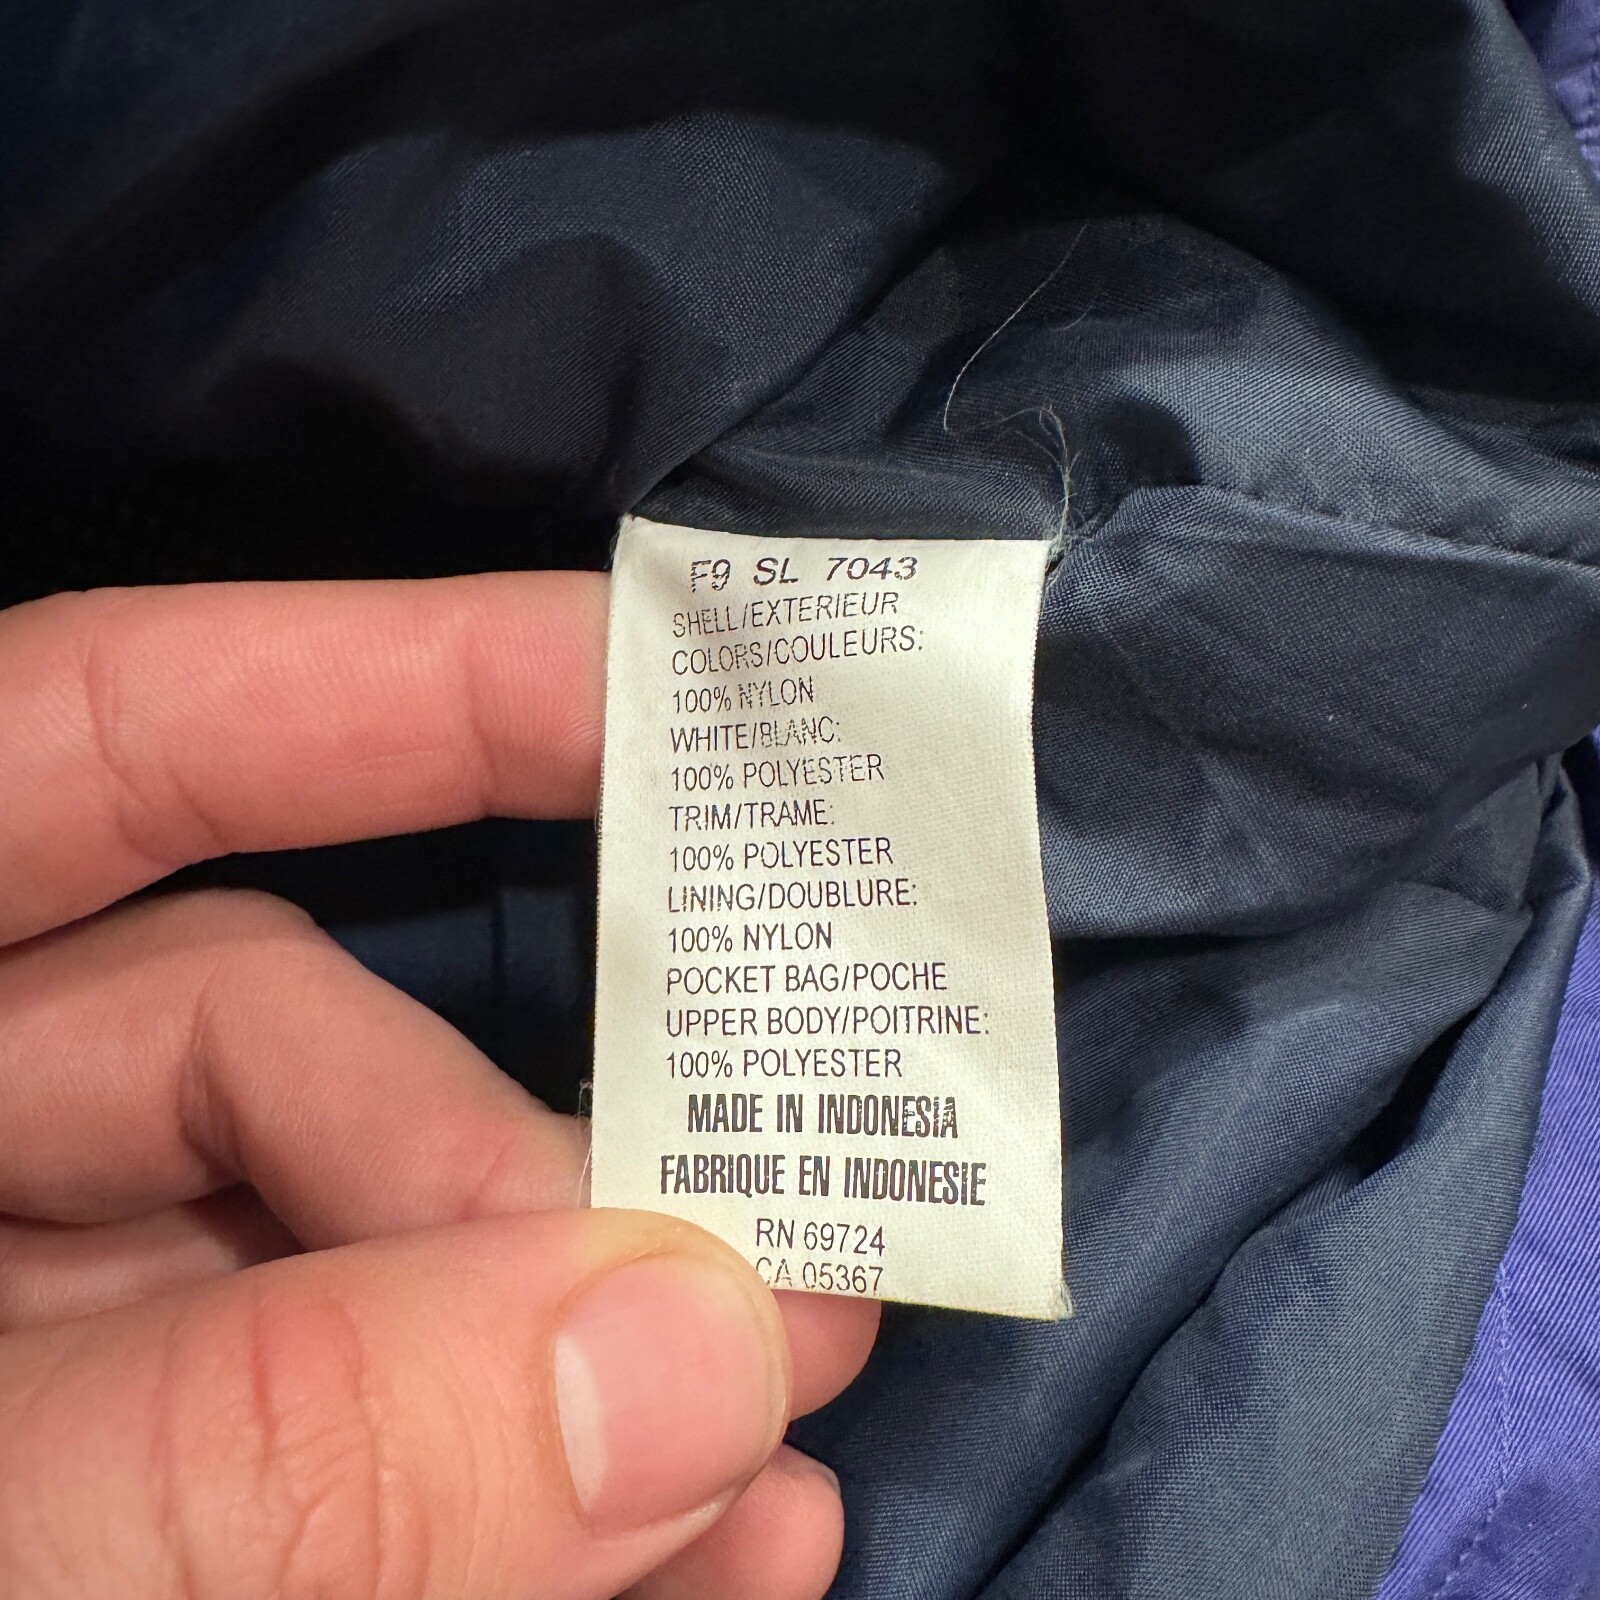 F9 SL 7043
SHELL/EXTERIEUR
COLORS/COULEURS:
100% NYLON
WHITE/BLANC:
100% POLYESTER
TRIM/TRAME:
100% POLYESTER
LINING/DOUBLURE:
100% NYLON
POCKET BAG/POCHE
UPPER BODY/POITRINE:
100% POLYESTER
MADE IN INDONESIA
FABRIQUE EN INDONESIE
RN 69724
CA 05367